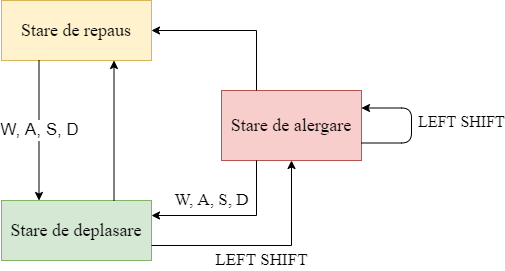 Stare de repaus
Stare de alergare
LEFT SHIFT
W, A, S, D
W, A, S, D
Stare de deplasare
LEFT SHIFT